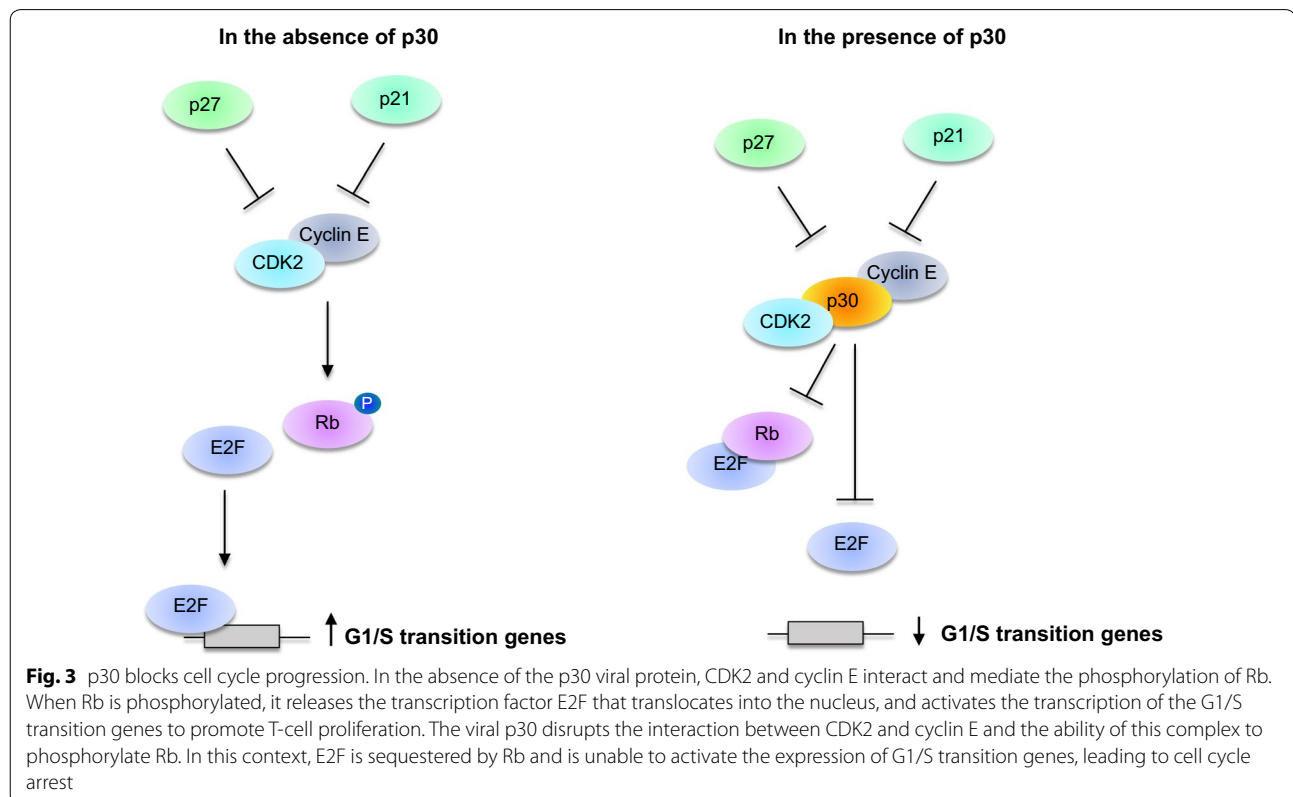 In the absence of p30
p27
p21
Cyclin E
CDK2
P
Rb
E2F
E2F
G1/S transition genes
In the presence of p30
p27
p21
Cyclin E
p30
CDK2
Rb
E2F
E2F
G1/S transition genes
Fig. 3 p30 blocks cell cycle progression. In the absence of the p30 viral protein, CDK2 and cyclin E interact and mediate the phosphorylation of Rb.
When Rb is phosphorylated, it releases the transcription factor E2F that translocates into the nucleus, and activates the transcription of the G1/S
transition genes to promote T-cell proliferation. The viral p30 disrupts the interaction between CDK2 and cyclin E and the ability of this complex to
phosphorylate Rb. In this context, E2F is sequestered by Rb and is unable to activate the expression of G1/S transition genes, leading to cell cycle
arrest